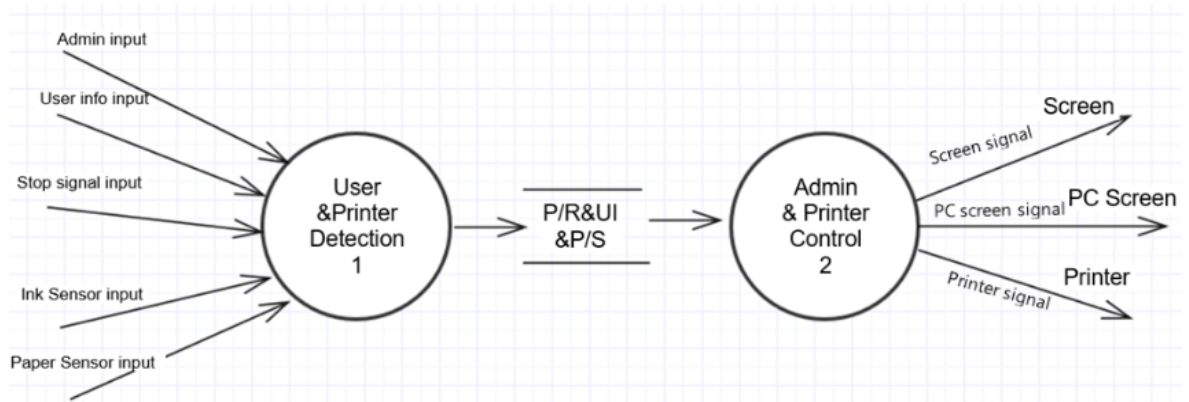 Admin input
User info input
Stop signal input
Ink Sensor input
Paper Sensor input
User
&Printer
Detection
1
P/R&UI
&P/S
Admin
& Printer
Control
2
Screen
Screen signal
PC Screen
PC screen signal
Printer
Printer signal